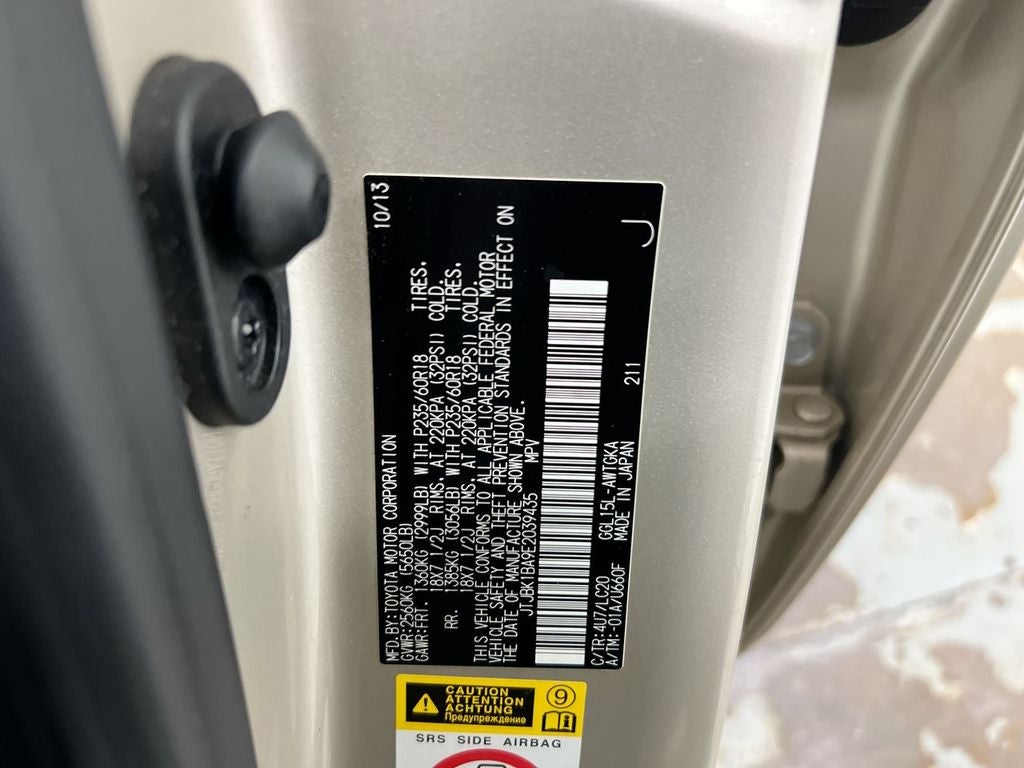 10/13
MFD.BY:TOYOTA MOTOR CORPORATION
GVWR:2560KG (5650LB)
GAWR:FRT. 1360KG (2999LB) WITH P235/60R18 TIRES.
18X7 1/2J RIMS. AT 220KPA (32PSI) COLD.
RR. 1385KG (3056LB) WITH P235/60R18 TIRES.
18X7 1/2J RIMS. AT 220KPA (32PSI) COLD.
THIS VEHICLE CONFORMS TO ALL APPLICABLE FEDERAL MOTOR
VEHICLE SAFETY AND THEFT PREVENTION STANDARDS IN EFFECT ON
THE DATE OF MANUFACTURE SHOWN ABOVE.
JTJBK1BA9E2039435 MPV
C/TR:4U7/LC20 GGL15L-AWTGKA 211
A/TM:-01A/U660F MADE IN JAPAN J
CAUTION
ATTENTION
ACHTUNG
Предупреждение
9
SRS SIDE AIRBAG